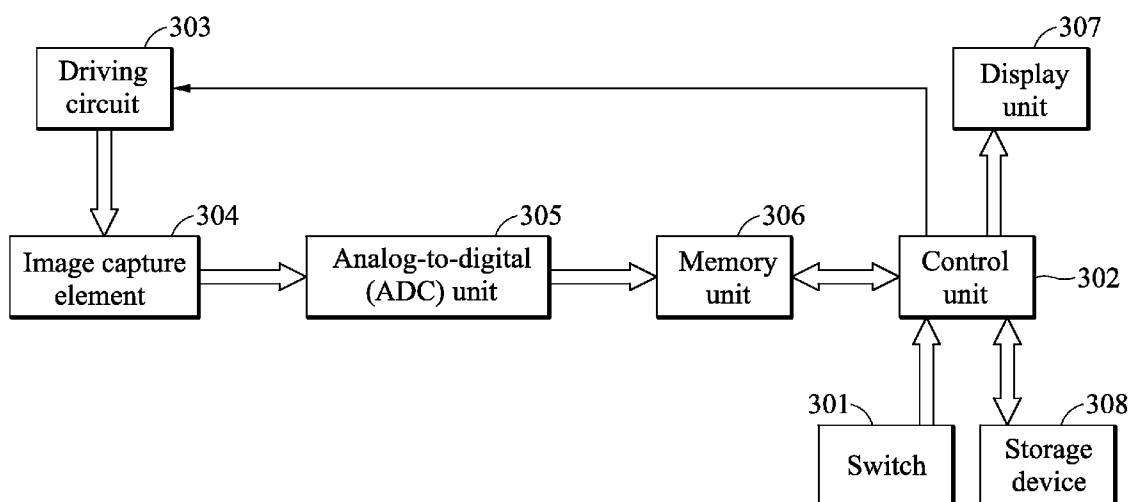 303
Driving
circuit
307
Display
unit
304
Image capture
element
305
Analog-to-digital
(ADC) unit
306
Memory
unit
Control
unit
302
301
Switch
308
Storage
device